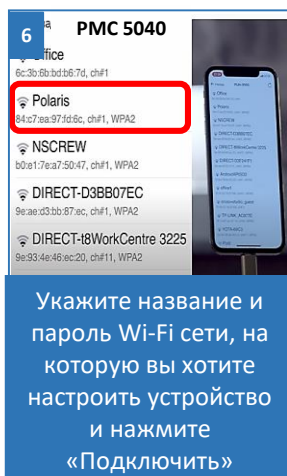 6
PMC 5040
ffice
6c:3b:6b:bd:b6:7d, ch#1
Polaris
84:c7:ea:97:fd:6c, ch#1, WPA2
NSCREW
b0:e1:7e:a7:50:47, ch#1, WPA2
DIRECT-D3BB07EC
9e:ae:d3:bb:87:ec, ch#1, WPA2
DIRECT-t8WorkCentre 3225
9e:93:4e:46:ec:20, ch#11, WPA2
Office
Polaris
NSCREW
Укажите название и
пароль Wi-Fi сети, на
которую вы хотите
настроить устройство
и нажмите
«Подключить»